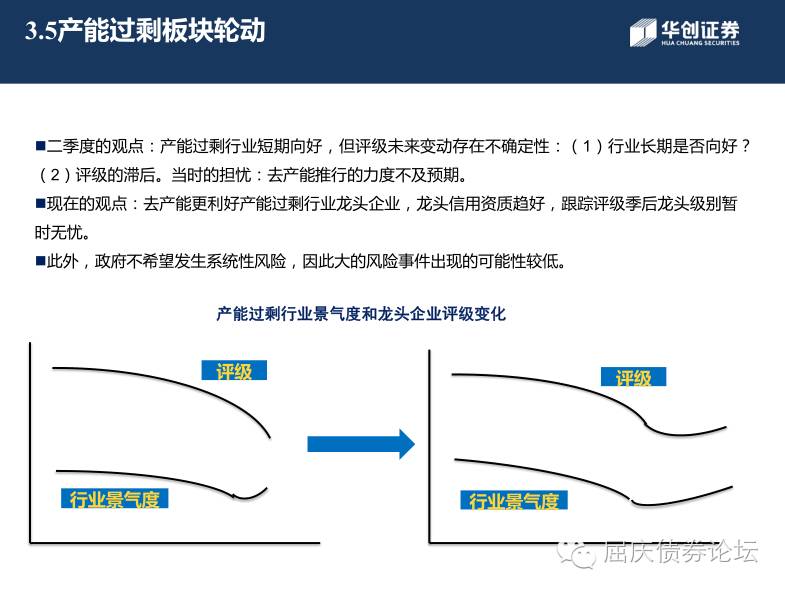 3.5产能过剩板块轮动
华创证券
HUA CHUANG SECURITIES
■二季度的观点：产能过剩行业短期向好，但评级未来变动存在不确定性：（1）行业长期是否向好？
（2）评级的滞后。当时的担忧：去产能推行的力度不及预期。
■现在的观点：去产能更利好产能过剩行业龙头企业，龙头信用资质趋好，跟踪评级季后龙头级别暂
时无忧。
■此外，政府不希望发生系统性风险，因此大的风险事件出现的可能性较低。
产能过剩行业景气度和龙头企业评级变化
评级
评级
行业景气度
行业景气度
屈庆债券论坛